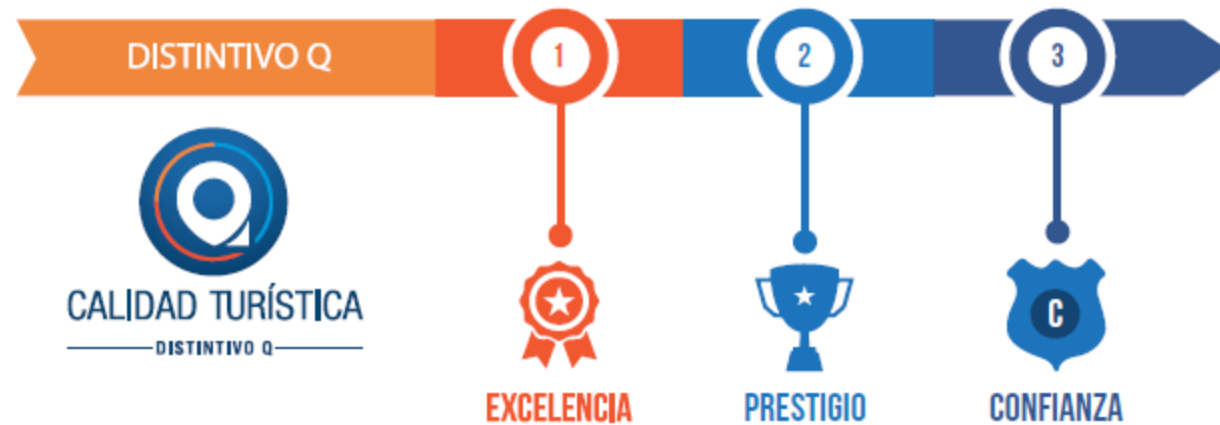 DISTINTIVO Q
1
2
3
CALIDAD TURÍSTICA
DISTINTIVO Q
C
EXCELENCIA
PRESTIGIO
CONFIANZA